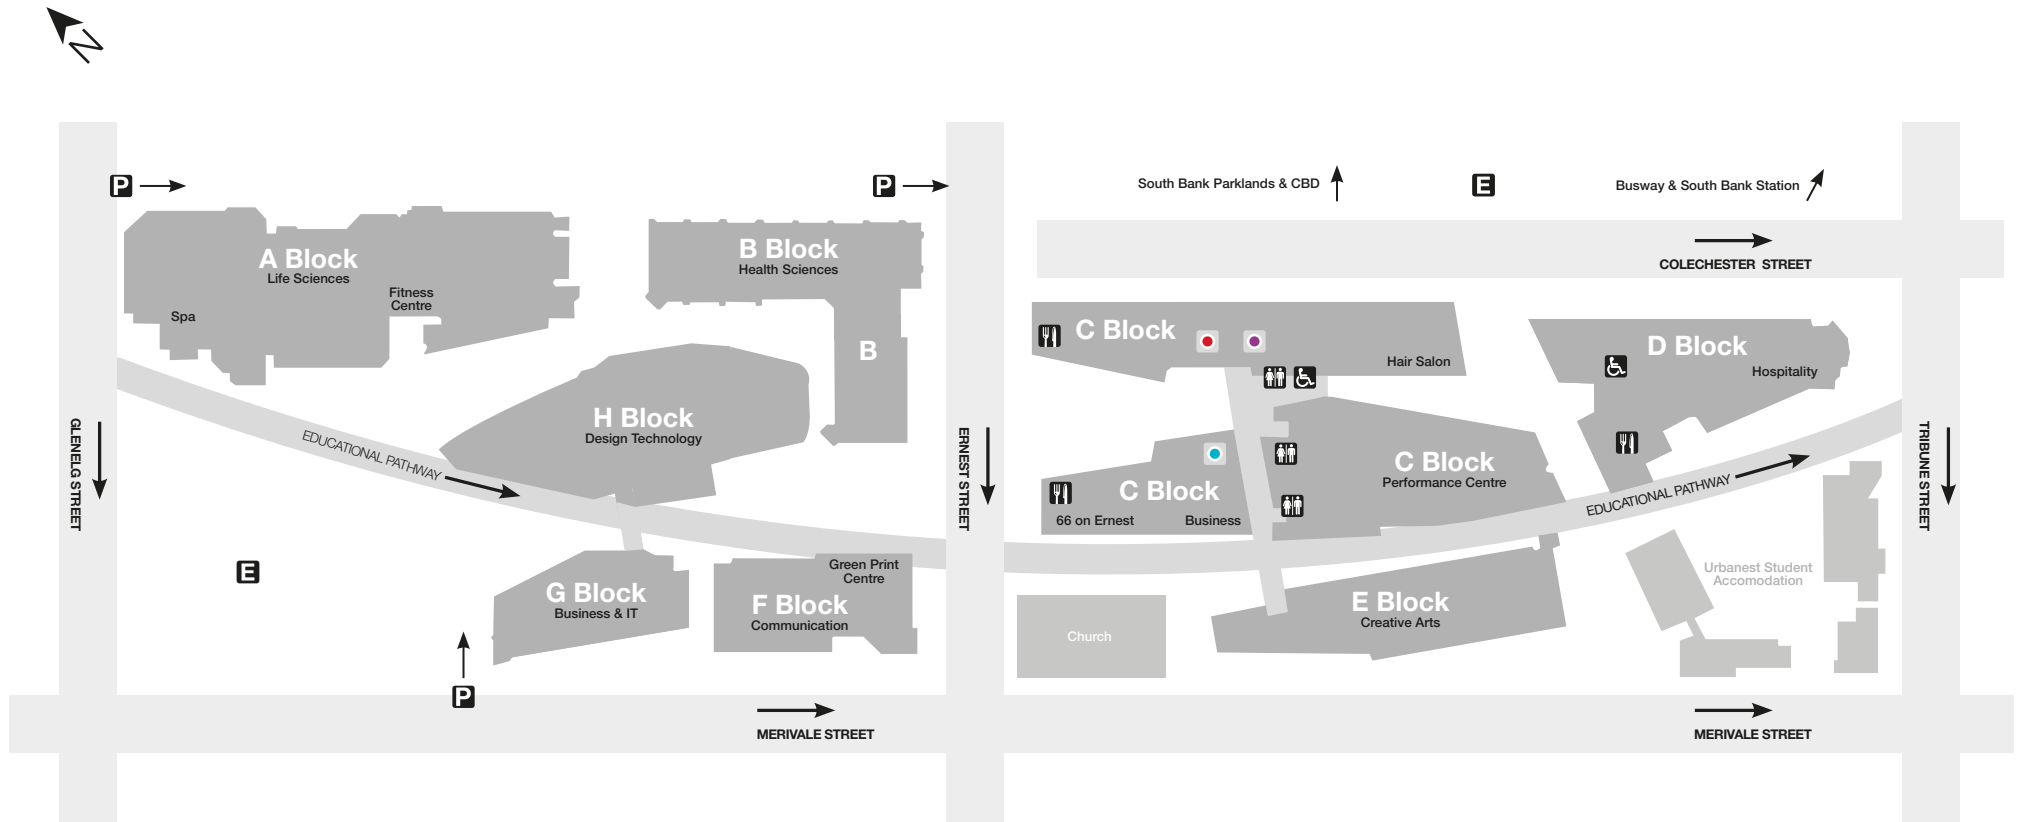 N
P
P
South Bank Parklands & CBD
E
Busway & South Bank Station
COLECHESTER STREET
A Block
Life Sciences
Fitness
Centre
Spa
B Block
Health Sciences
B
C Block
Hair Salon
D Block
Hospitality
H Block
Design Technology
EDUCATIONAL PATHWAY
GLENELG STREET
ERNEST STREET
TRIBUNE STREET
C Block
66 on Ernest
Business
C Block
Performance Centre
EDUCATIONAL PATHWAY
E
G Block
Business & IT
Green Print
Centre
F Block
Communication
Church
E Block
Creative Arts
Urbanest Student
Accomodation
P
MERIVALE STREET
MERIVALE STREET